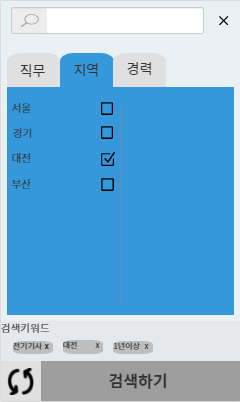 직무 지역 경력
서울
경기
대전
부산
검색키워드
전기기사 x 대전 x 1년이상 x
검색하기